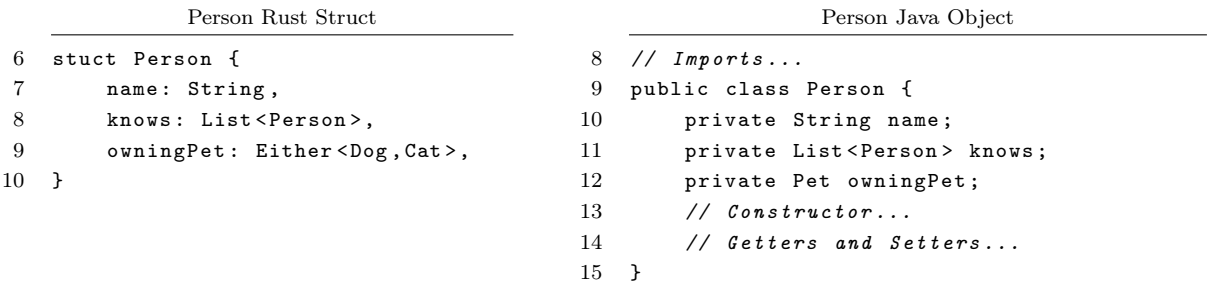 Person Rust Struct
6 stuct Person {
7     name: String,
8     knows: List<Person>,
9     owningPet: Either<Dog,Cat>,
10 }
Person Java Object
8 // Imports...
9 public class Person {
10     private String name;
11     private List<Person> knows;
12     private Pet owningPet;
13     // Constructor...
14     // Getters and Setters...
15 }